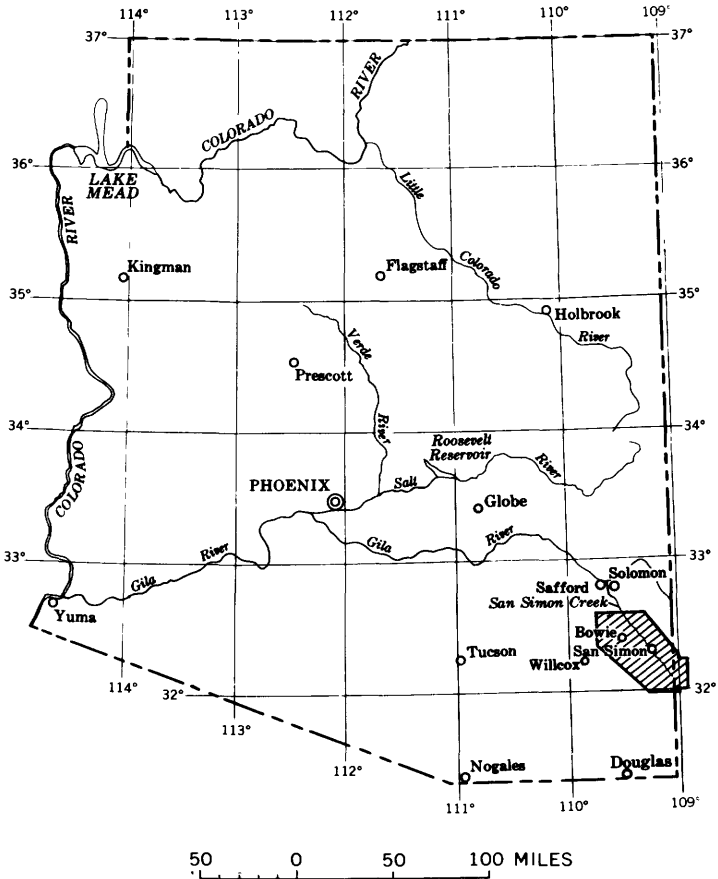 114° 113° 112° 111° 110° 109°
37° 37°
RIVER
COLORADO
36° 36°
LAKE
MEAD
Little
RIVER
Kingman
Flagstaff
Colorado
35° 35°
Holbrook
River
Verde
Prescott
34° 34°
River
Roosevelt
Reservoir
COLORADO
PHOENIX
Salt
River
Globe
33° 33°
River
Gila
River
Gila
Solomon
Safford
San Simon Creek
Yuma
Bowie
San Simon
Tucson
Willcox
114° 32° 32°
113°
112°
Nogales
Douglas
111° 110° 109°
50 0 50 100 MILES